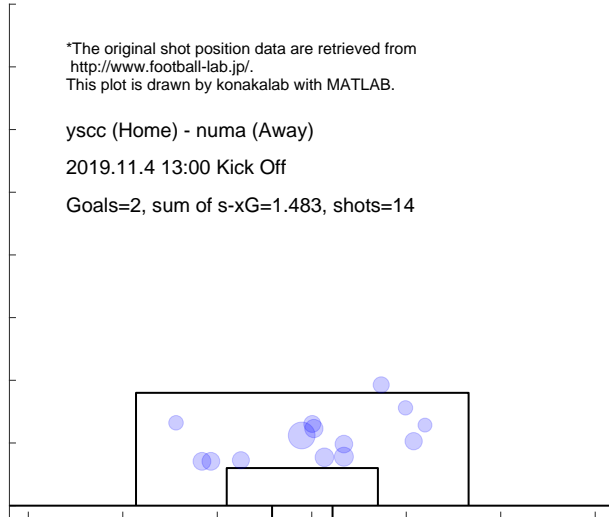 *The original shot position data are retrieved from
http://www.football-lab.jp/.
This plot is drawn by konakalab with MATLAB.
yscc (Home) - numa (Away)
2019.11.4 13:00 Kick Off
Goals=2, sum of s-xG=1.483, shots=14